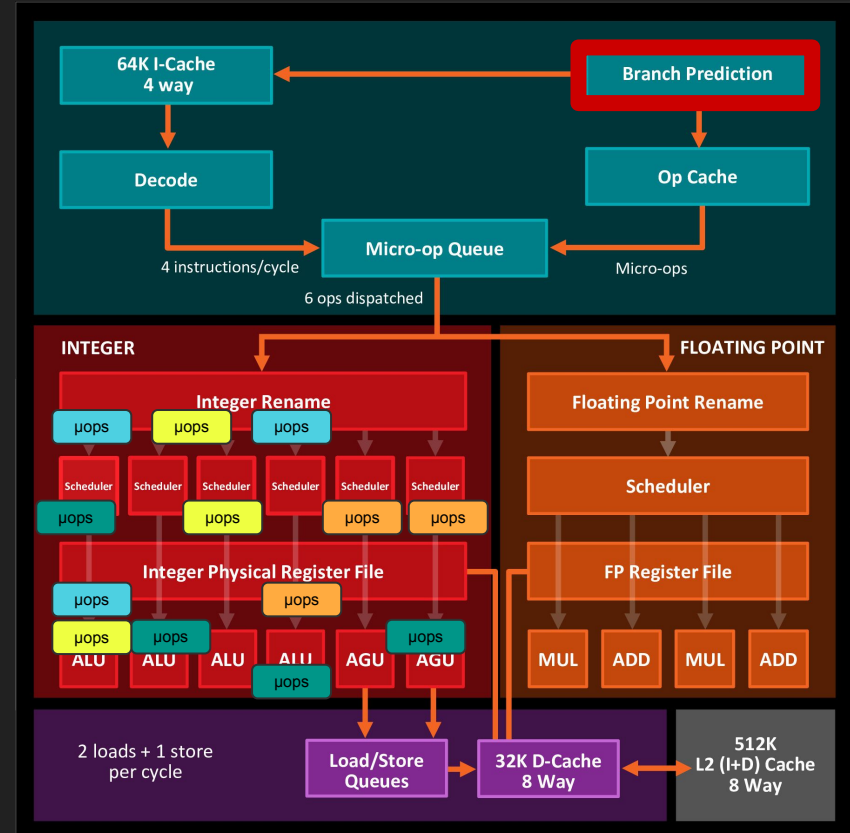 64K I-Cache
4 way
Branch Prediction
Decode
Op Cache
Micro-op Queue
4 instructions/cycle
Micro-ops
6 ops dispatched
INTEGER
FLOATING POINT
Integer Rename
Floating Point Rename
µops
µops
µops
Scheduler
Scheduler
Scheduler
Scheduler
Scheduler
Scheduler
Scheduler
µops
µops
µops
µops
Integer Physical Register File
FP Register File
µops
µops
µops
µops
µops
ALU
ALU
ALU
ALU
AGU
AGU
MUL
ADD
MUL
ADD
µops
2 loads + 1 store
per cycle
Load/Store
Queues
32K D-Cache
8 Way
512K
L2 (I+D) Cache
8 Way